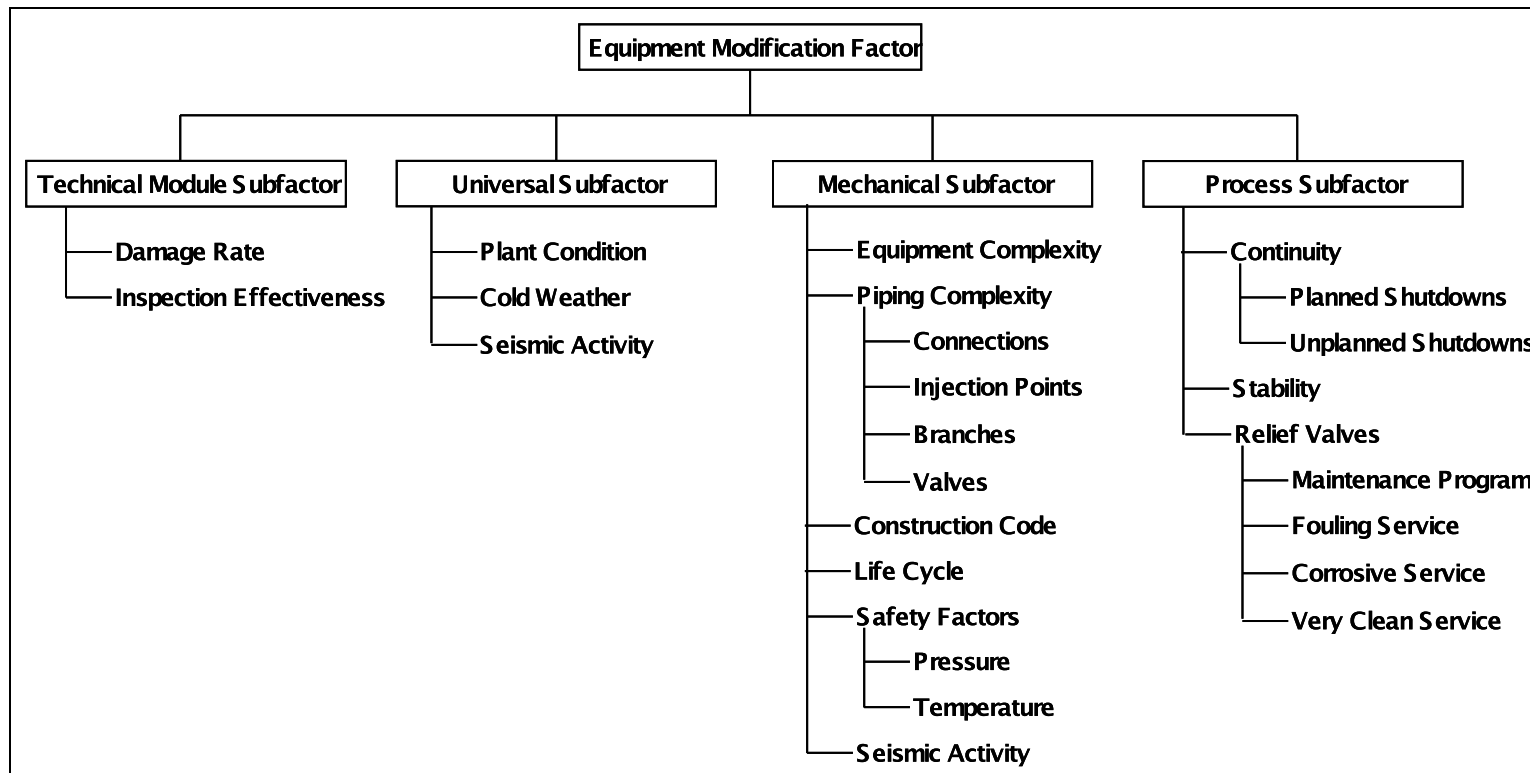 Equipment Modification Factor
Technical Module Subfactor
Damage Rate
Inspection Effectiveness
Universal Subfactor
Plant Condition
Cold Weather
Seismic Activity
Mechanical Subfactor
Equipment Complexity
Piping Complexity
Connections
Injection Points
Branches
Valves
Construction Code
Life Cycle
Safety Factors
Pressure
Temperature
Seismic Activity
Process Subfactor
Continuity
Planned Shutdowns
Unplanned Shutdowns
Stability
Relief Valves
Maintenance Program
Fouling Service
Corrosive Service
Very Clean Service